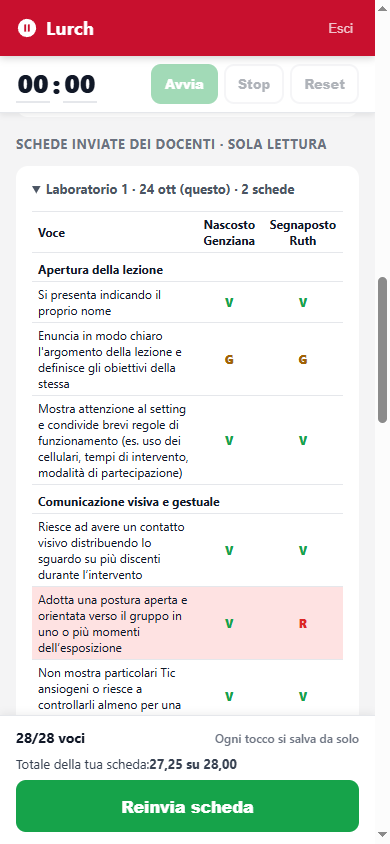 Lurch
Esci
00:00
Avvia
Stop
Reset
SCHEDE INVIATE DEI DOCENTI · SOLA LETTURA
▼ Laboratorio 1 · 24 ott (questo) · 2 schede
Voce
Nascosto
Genziana
Segnaposto
Ruth
Apertura della lezione
Si presenta indicando il
proprio nome
V
V
Enuncia in modo chiaro
l'argomento della lezione e
definisce gli obiettivi della
stessa
G
G
Mostra attenzione al setting
e condivide brevi regole di
funzionamento (es. uso dei
cellulari, tempi di intervento,
modalità di partecipazione)
V
V
Comunicazione visiva e gestuale
Riesce ad avere un contatto
visivo distribuendo lo
sguardo su più discenti
durante l'intervento
V
V
Adotta una postura aperta e
orientata verso il gruppo in
uno o più momenti
dell'esposizione
V
R
Non mostra particolari Tic
ansiogeni o riesce a
controllarli almeno per una
V
V
28/28 voci
Ogni tocco si salva da solo
Totale della tua scheda:27,25 su 28,00
Reinvia scheda